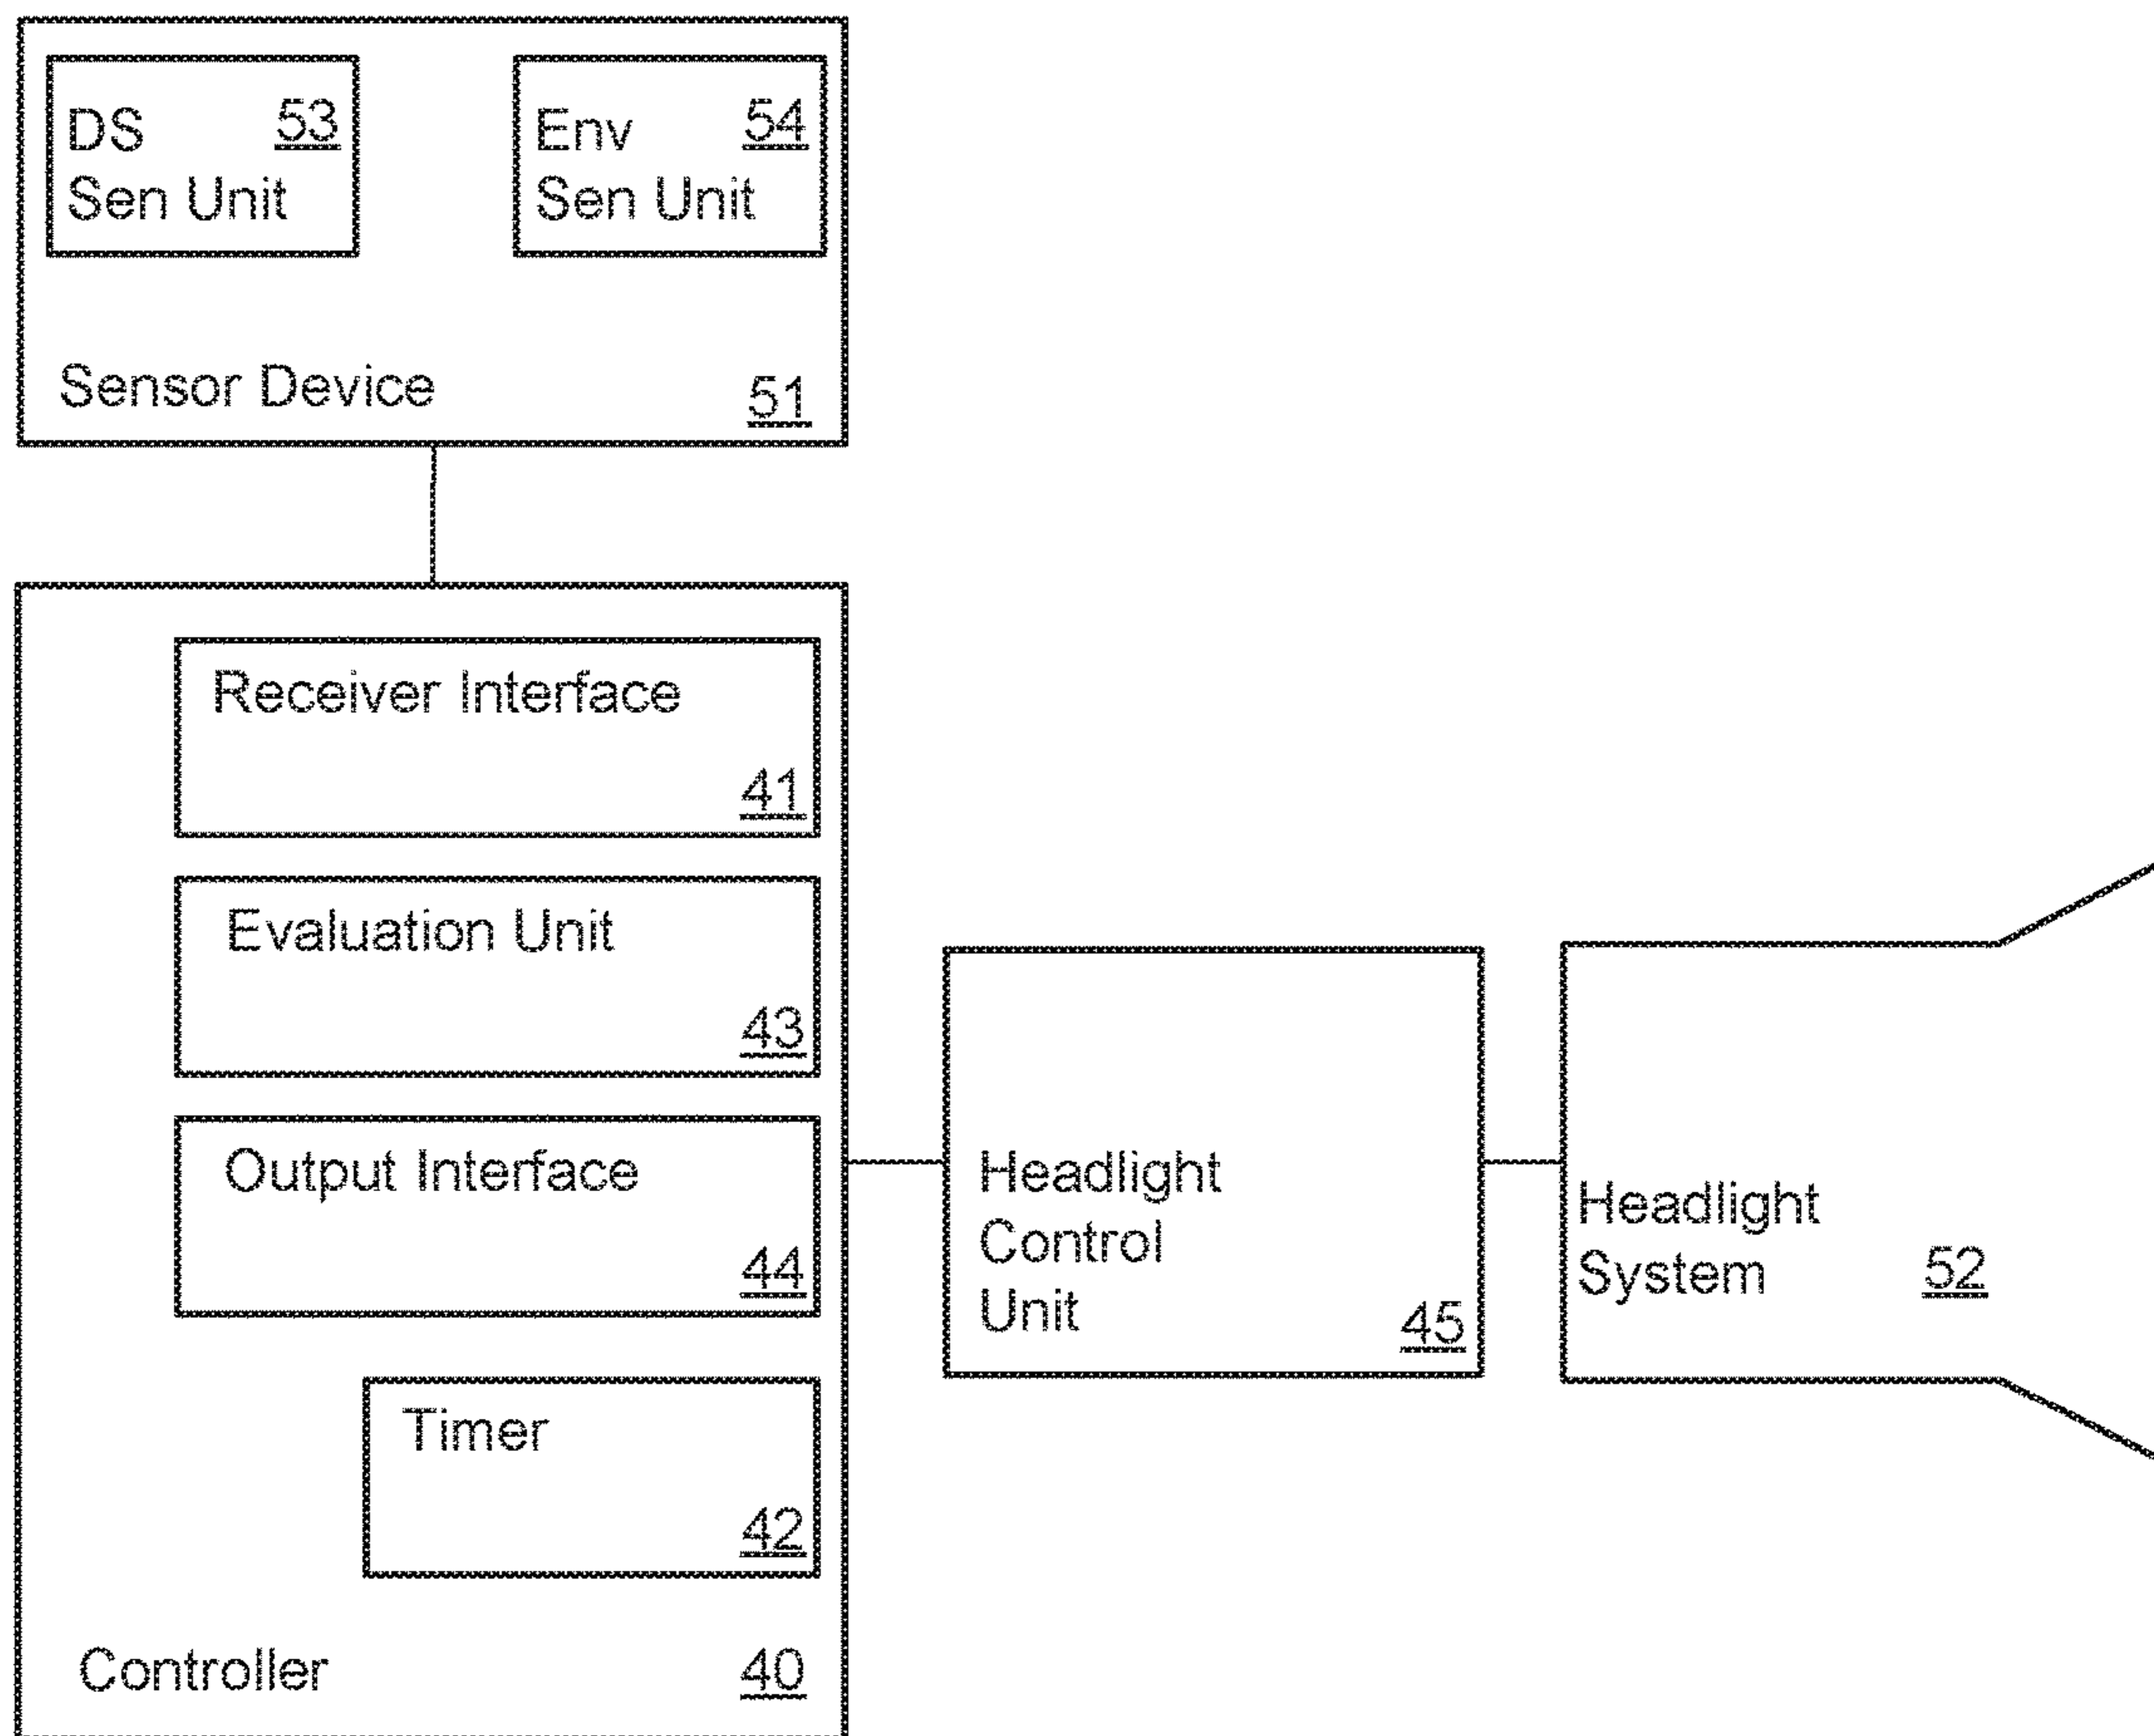 DS 53
Sen Unit
Env 54
Sen Unit
Sensor Device 51
Receiver Interface
41
Evaluation Unit
43
Output Interface
44
Timer
42
Controller 40
Headlight
Control
Unit 45
Headlight
System 52